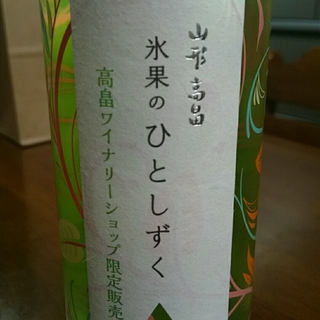 山形高畠
氷果のひとしずく
高畠ワイナリーショップ限定販売